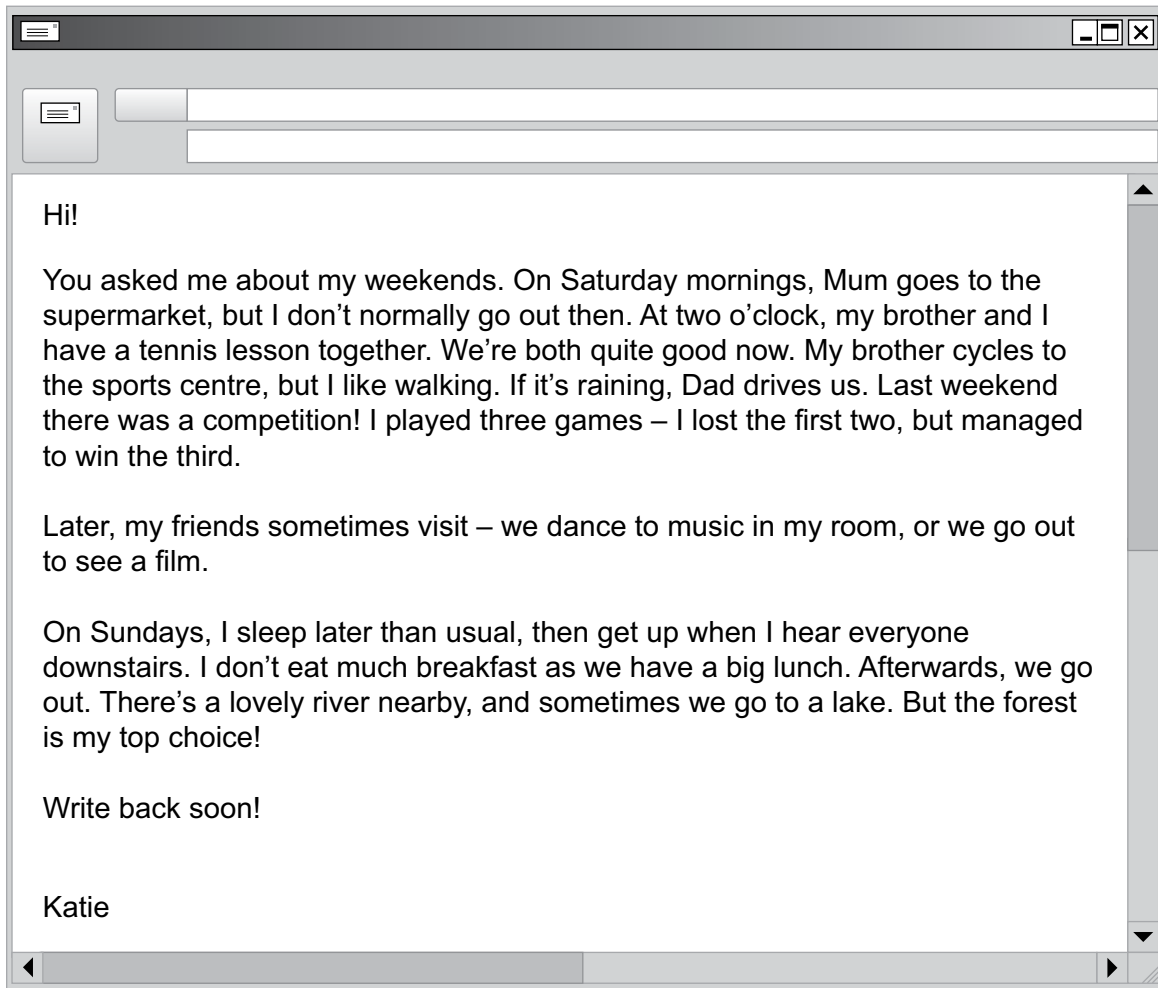 Hi!
You asked me about my weekends. On Saturday mornings, Mum goes to the
supermarket, but I don’t normally go out then. At two o’clock, my brother and I
have a tennis lesson together. We’re both quite good now. My brother cycles to
the sports centre, but I like walking. If it’s raining, Dad drives us. Last weekend
there was a competition! I played three games – I lost the first two, but managed
to win the third.
Later, my friends sometimes visit – we dance to music in my room, or we go out
to see a film.
On Sundays, I sleep later than usual, then get up when I hear everyone
downstairs. I don’t eat much breakfast as we have a big lunch. Afterwards, we go
out. There’s a lovely river nearby, and sometimes we go to a lake. But the forest
is my top choice!
Write back soon!
Katie